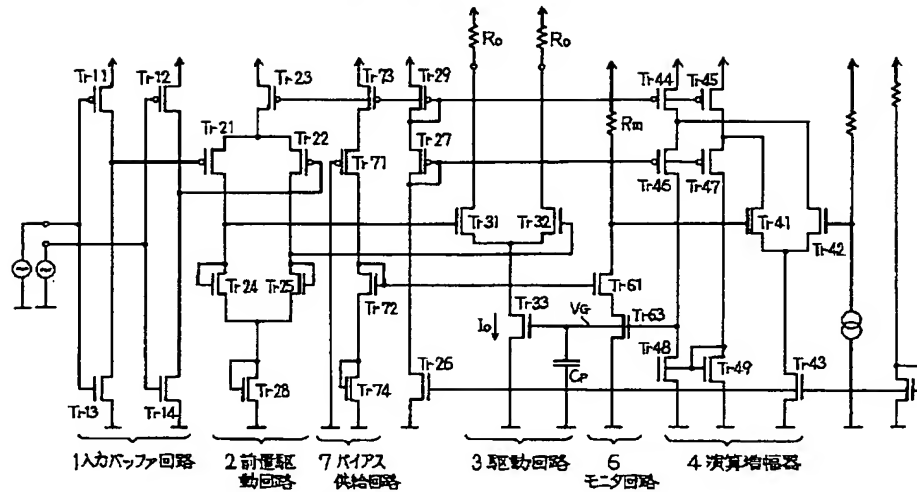 Ro
Ro
Tr11
Tr12
Tr23
Tr73
Tr29
Tr44
Tr45
Rm
Tr21
Tr22
Tr71
Tr27
Tr46
Tr47
Tr31
Tr32
Tr41
Tr42
Tr24
Tr25
Tr72
Tr61
Tr33
VG
Tr63
Io
Cp
Tr48
Tr49
Tr43
Tr13
Tr14
Tr28
Tr74
Tr26
1入力バッファ回路
2前置駆動回路
7バイアス供給回路
3駆動回路
6モニタ回路
4演算増幅器